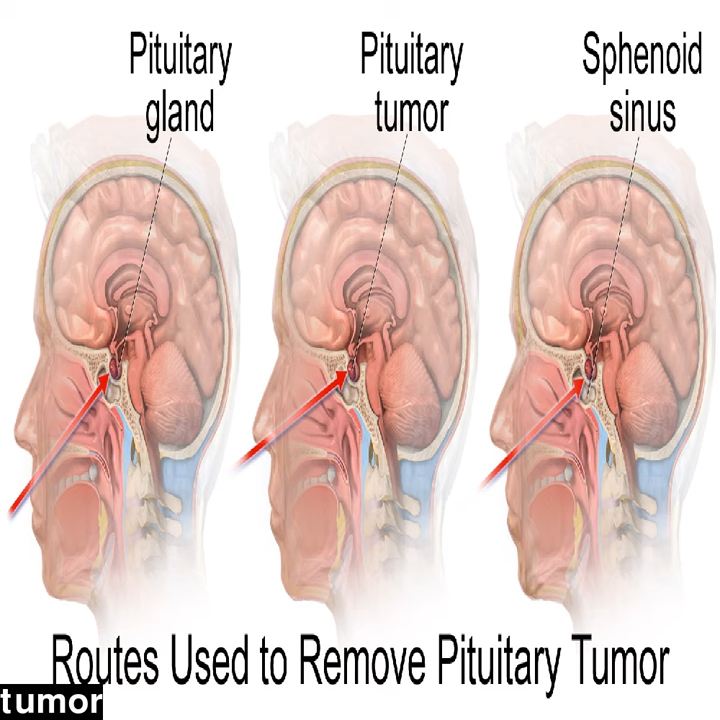 Pituitary
gland
Pituitary
tumor
Sphenoid
sinus
Routes Used to Remove Pituitary Tumor
tumor